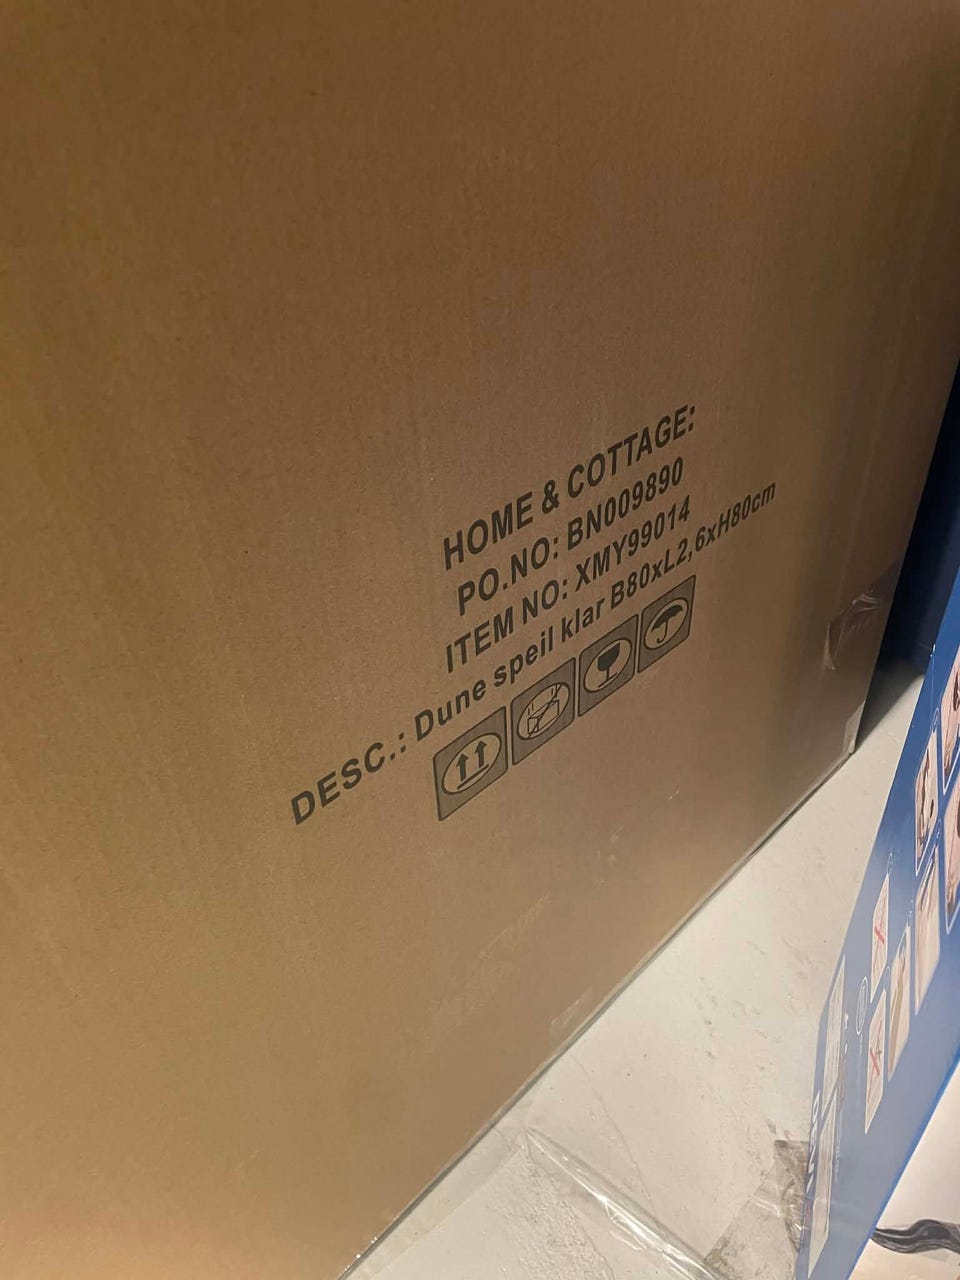 HOME & COTTAGE:
PO.NO: BN009890
ITEM NO: XMY99014
DESC.: Dune speil klar B80xL2,6xH80cm